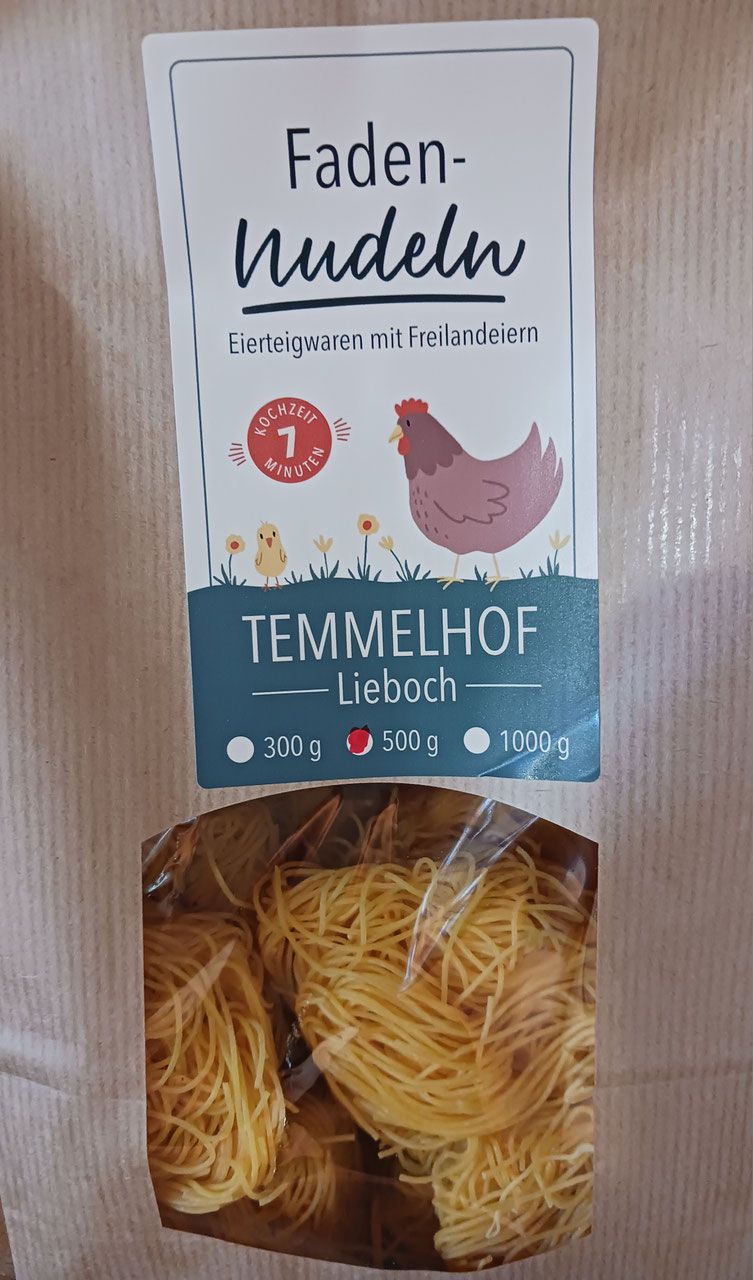 Faden-
Nudeln
Eierteigwaren mit Freilandeiern
KOCHZEIT
7
MINUTEN
TEMMELHOF
Lieboch
300 g 500 g 1000 g